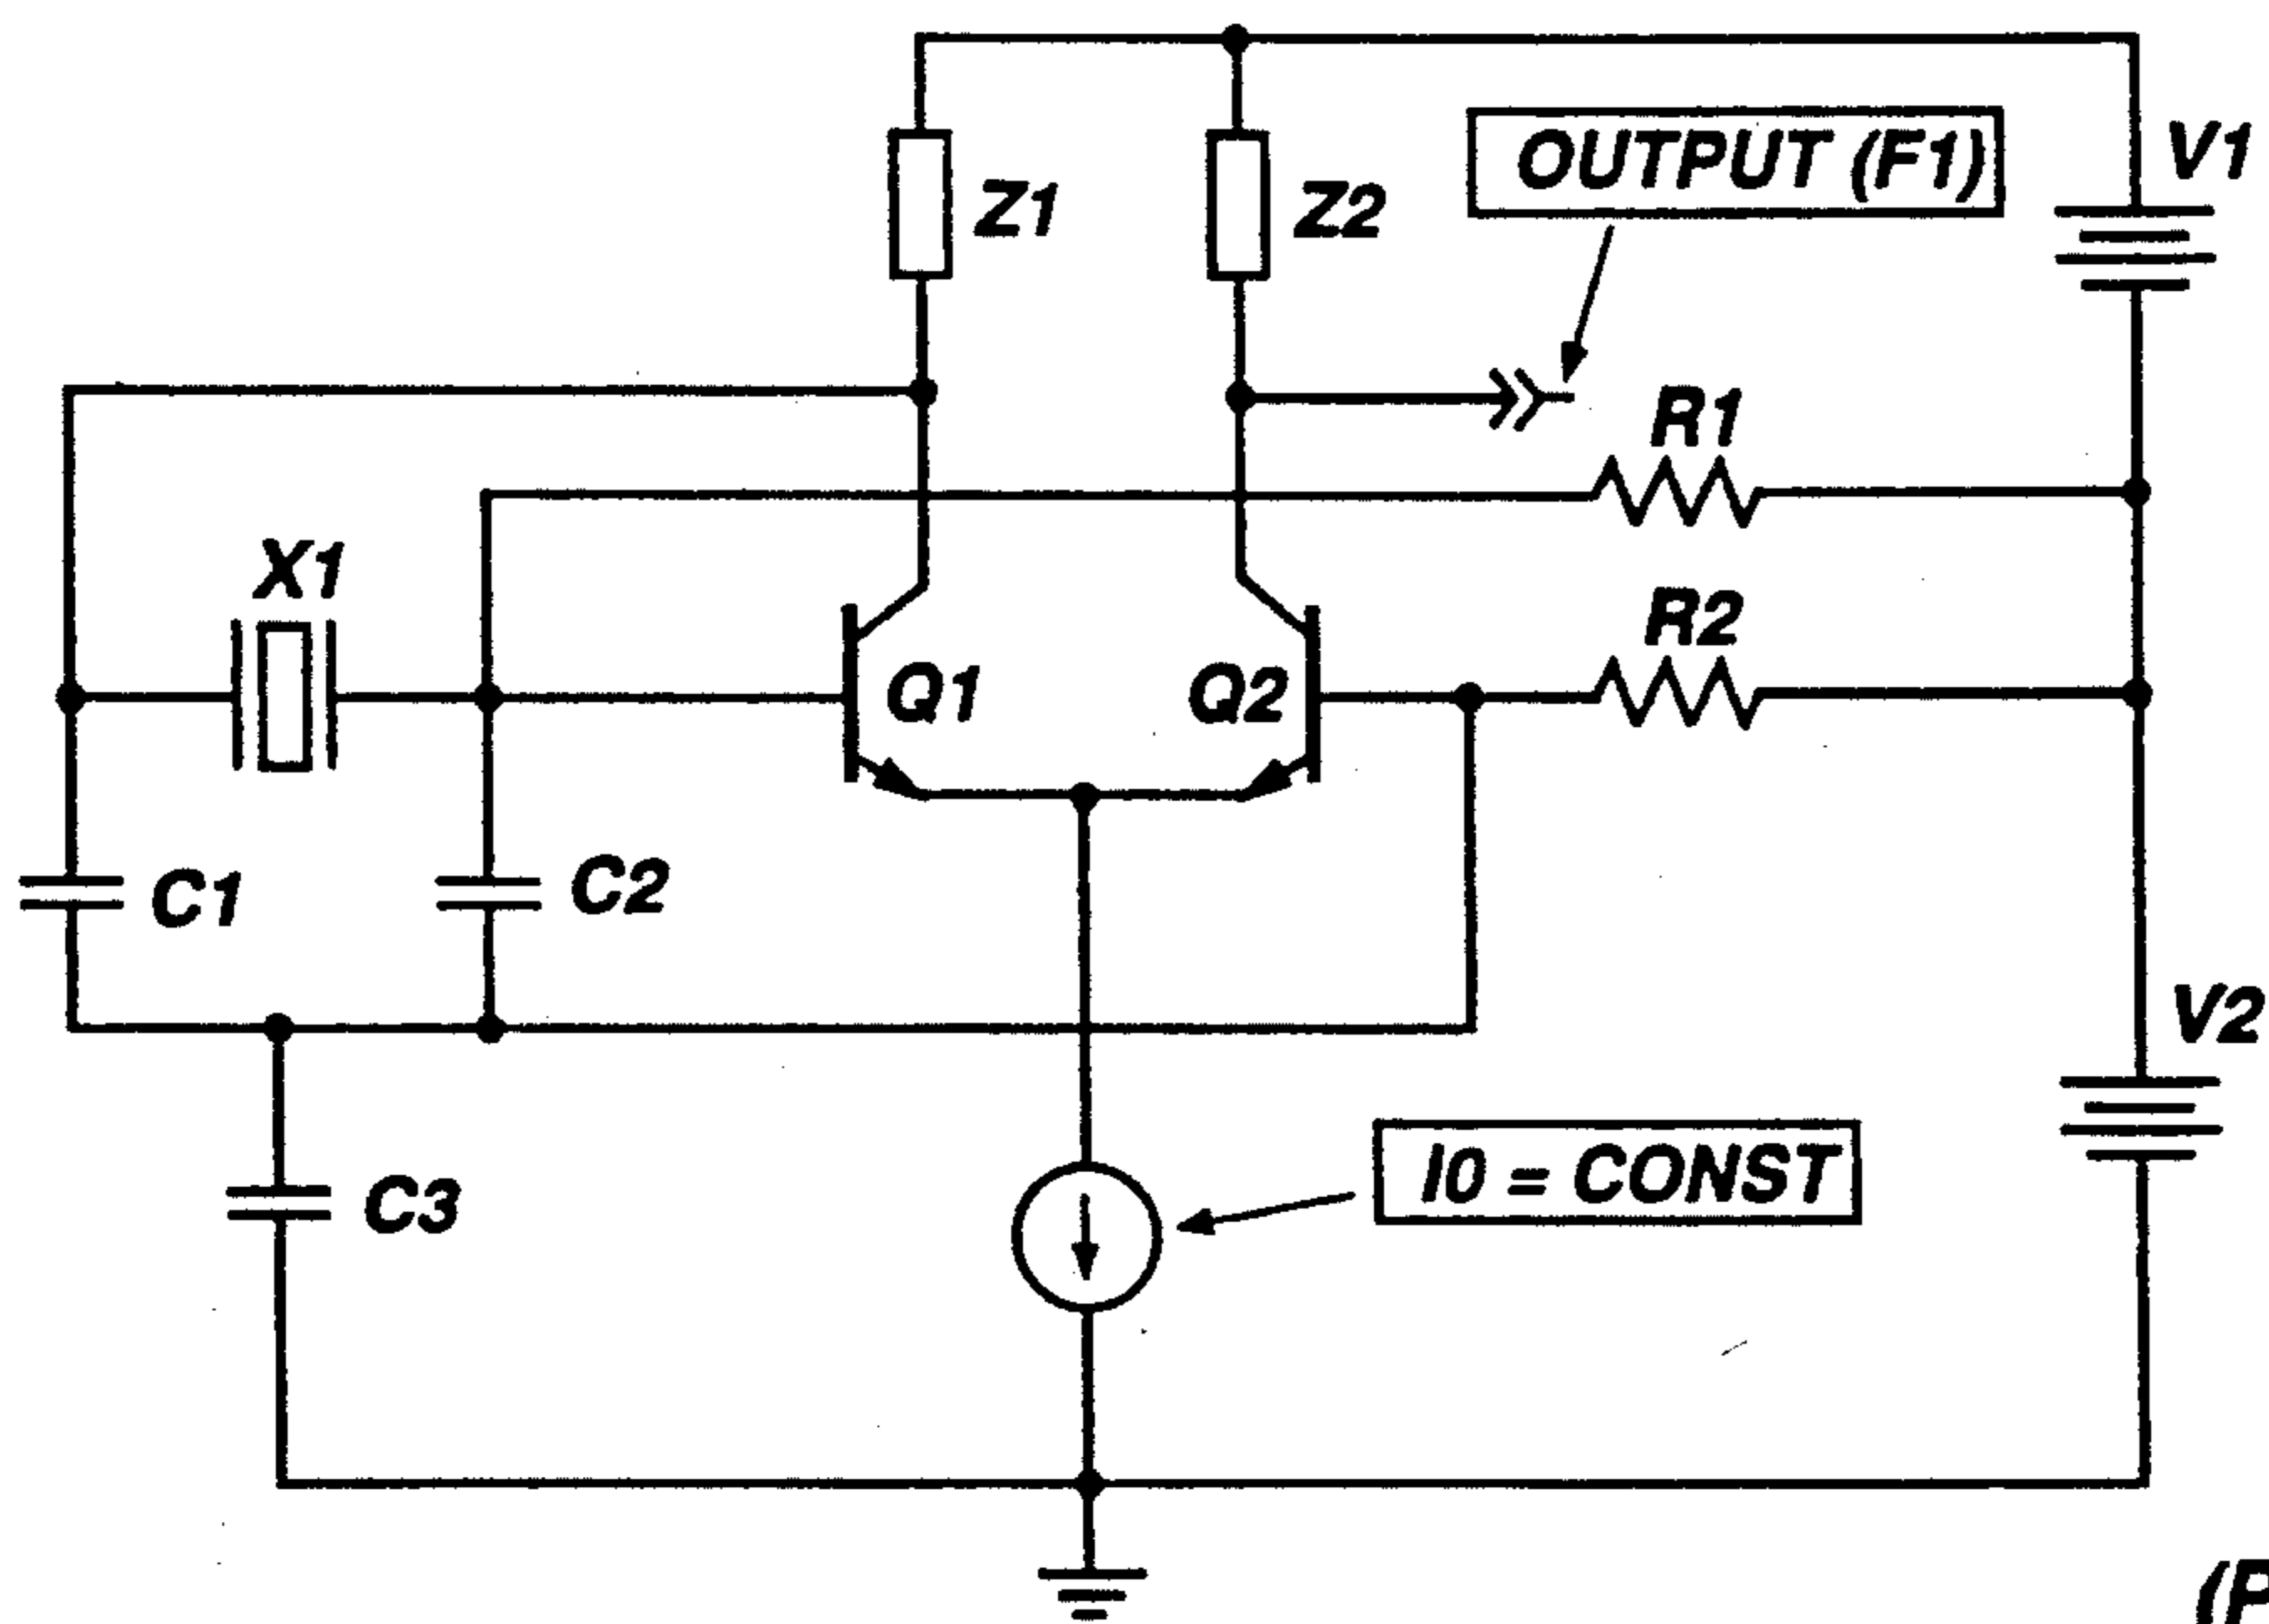 V1
OUTPUT (F1)
Z1
Z2
R1
X1
R2
Q1
Q2
C1
C2
V2
I0 = CONST
C3
(P